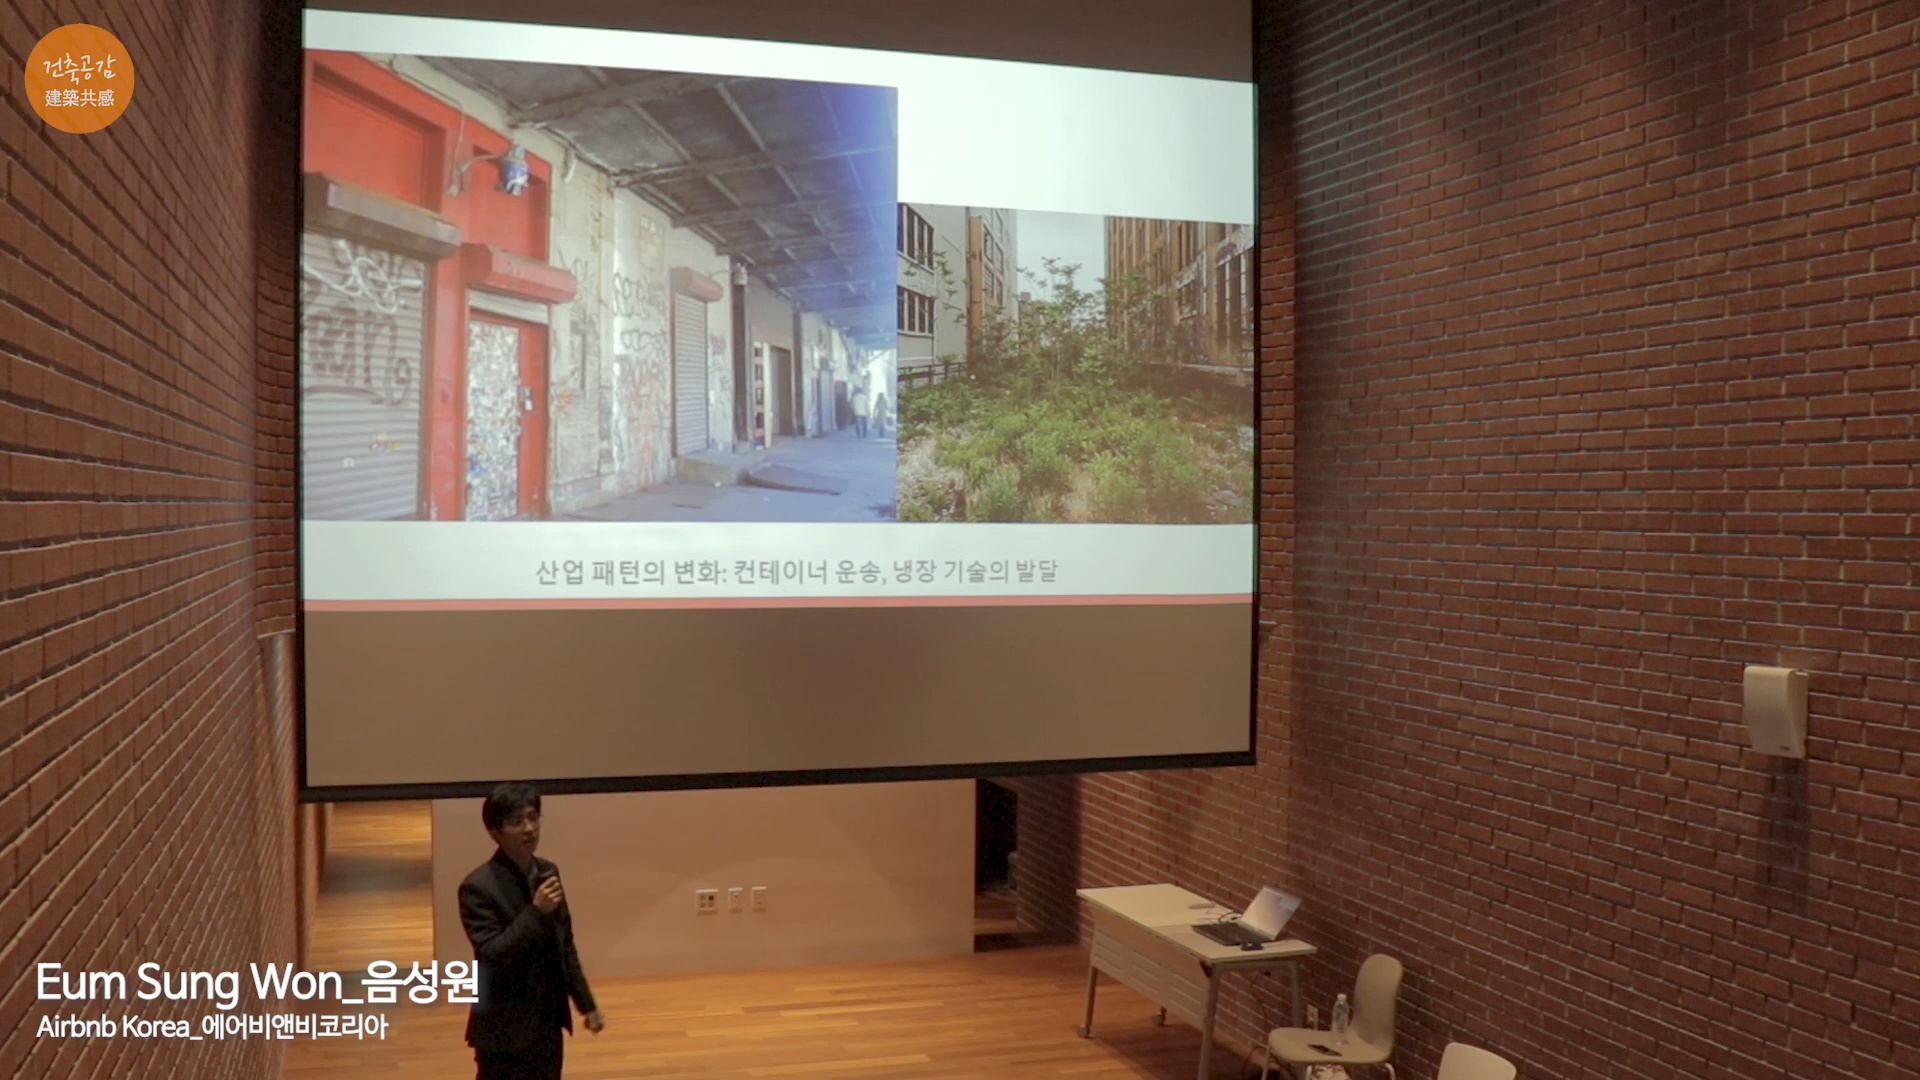 건축공감
建築共感
산업 패턴의 변화: 컨테이너 운송, 냉장 기술의 발달
Eum Sung Won_음성원
Airbnb Korea_에어비앤비코리아